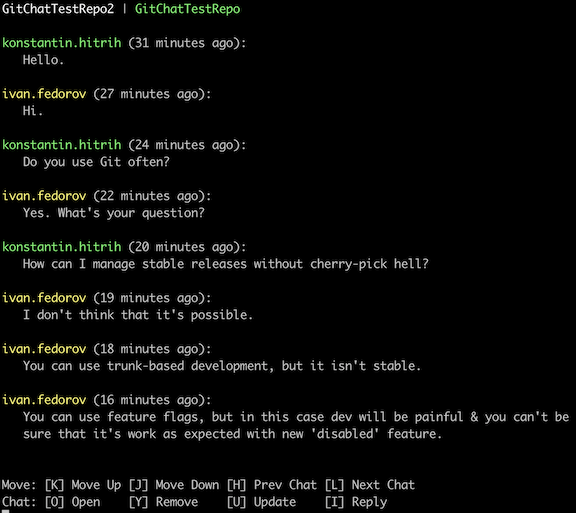 GitChatTestRepo2 | GitChatTestRepo
konstantin.hitrih (31 minutes ago):
Hello.
ivan.fedorov (27 minutes ago):
Hi.
konstantin.hitrih (24 minutes ago):
Do you use Git often?
ivan.fedorov (22 minutes ago):
Yes. What's your question?
konstantin.hitrih (20 minutes ago):
How can I manage stable releases without cherry-pick hell?
ivan.fedorov (19 minutes ago):
I don't think that it's possible.
ivan.fedorov (18 minutes ago):
You can use trunk-based development, but it isn't stable.
ivan.fedorov (16 minutes ago):
You can use feature flags, but in this case dev will be painful & you can't be
sure that it's work as expected with new 'disabled' feature.
Move: [K] Move Up [J] Move Down [H] Prev Chat [L] Next Chat
Chat: [O] Open [Y] Remove [U] Update [I] Reply